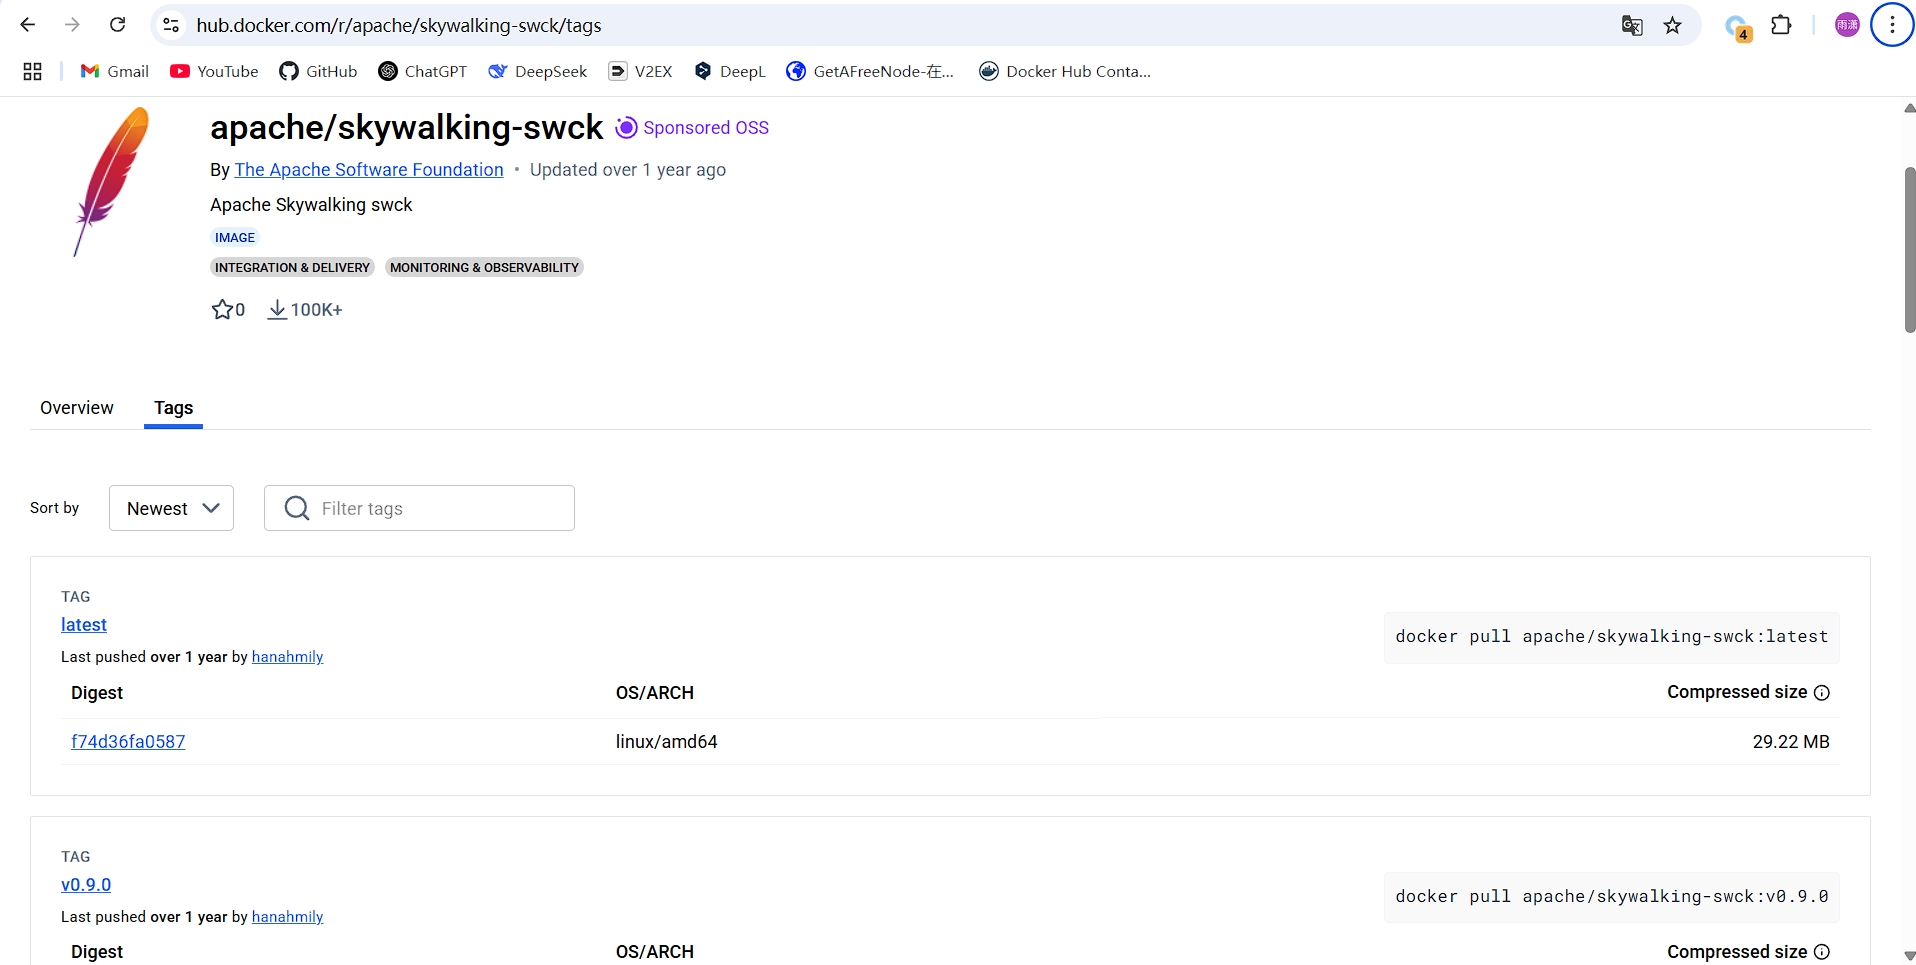 hub.docker.com/r/apache/skywalking-swck/tags
4
雨潇
Gmail YouTube GitHub ChatGPT DeepSeek V2EX DeepL GetAFreeNode-在... Docker Hub Conta...
apache/skywalking-swck Sponsored OSS
By The Apache Software Foundation • Updated over 1 year ago
Apache Skywalking swck
IMAGE
INTEGRATION & DELIVERY MONITORING & OBSERVABILITY
0 100K+
Overview Tags
Sort by Newest Filter tags
TAG
latest
docker pull apache/skywalking-swck:latest
Last pushed over 1 year by hanahmily
Digest OS/ARCH Compressed size
f74d36fa0587 linux/amd64 29.22 MB
TAG
v0.9.0
docker pull apache/skywalking-swck:v0.9.0
Last pushed over 1 year by hanahmily
Digest OS/ARCH Compressed size